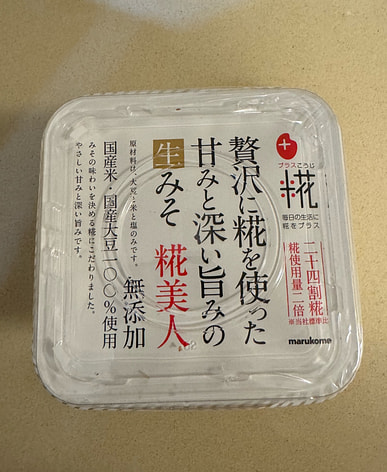 プラスこうじ
糀
毎日の生活に
糀をプラス
二十四割糀
糀使用量二倍
※当社標準比
marukome
贅沢に糀を使った
甘みと深い旨みの
生みそ 糀美人
無添加
原材料は、大豆と米と塩のみです。
国産米・国産大豆一〇〇%使用
みその味わいを決める糀にこだわりました。
やさしい甘みと深い旨みです。